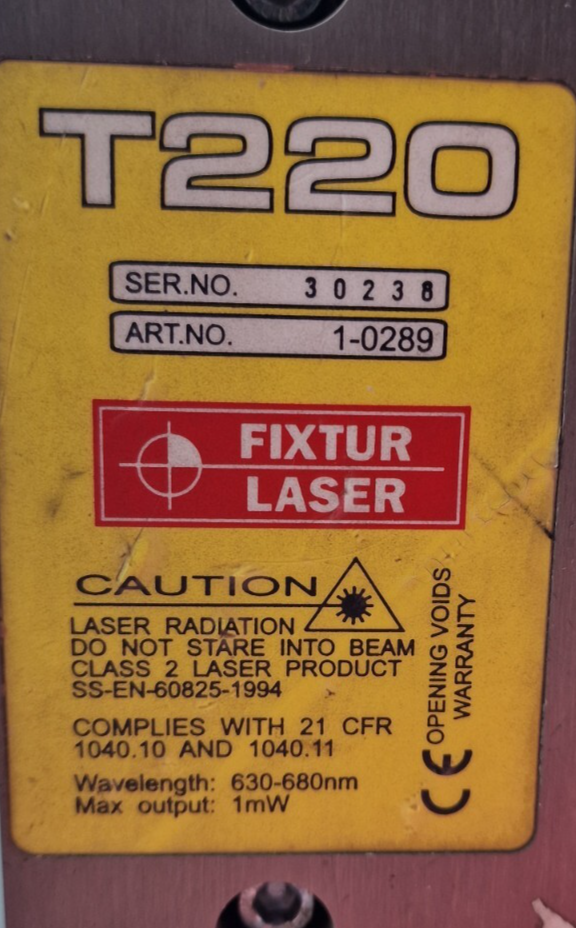 T220
SER.NO. 30238
ART.NO. 1-0289
FIXTUR
LASER
CAUTION
LASER RADIATION
DO NOT STARE INTO BEAM
CLASS 2 LASER PRODUCT
SS-EN-60825-1994
COMPLIES WITH 21 CFR
1040.10 AND 1040.11
Wavelength: 630-680nm
Max output: 1mW
CE
OPENING VOIDS
WARRANTY